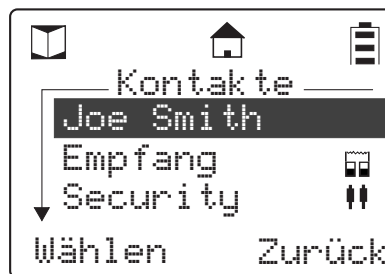 Kontakte
Joe Smith
Empfang
Security
Wählen Zurück